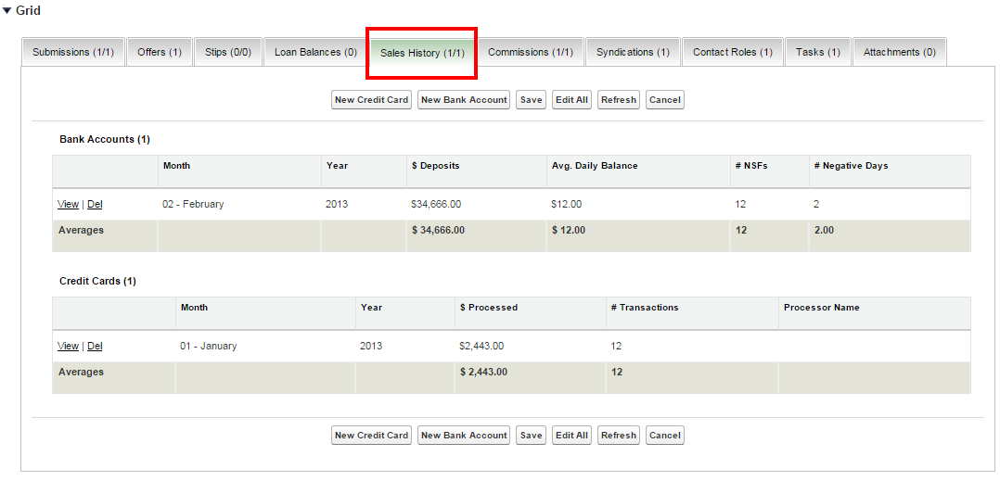 Grid
Submissions (1/1) Offers (1) Stips (0/0) Loan Balances (0) Sales History (1/1) Commissions (1/1) Syndications (1) Contact Roles (1) Tasks (1) Attachments (0)
New Credit Card New Bank Account Save Edit All Refresh Cancel
Bank Accounts (1)
Month Year $ Deposits Avg. Daily Balance # NSFs # Negative Days
View | Del 02 - February 2013 $34,666.00 $12.00 12 2
Averages $ 34,666.00 $ 12.00 12 2.00
Credit Cards (1)
Month Year $ Processed # Transactions Processor Name
View | Del 01 - January 2013 $2,443.00 12
Averages $ 2,443.00 12
New Credit Card New Bank Account Save Edit All Refresh Cancel